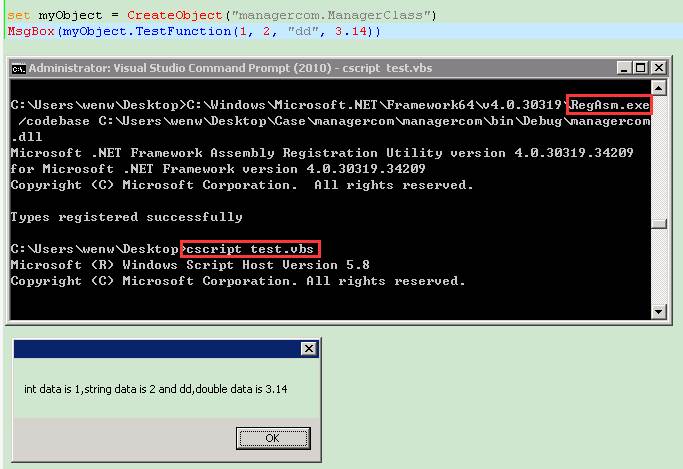 set myObject = CreateObject("managercom.ManagerClass")
MsgBox(myObject.TestFunction(1, 2, "dd", 3.14))
Administrator: Visual Studio Command Prompt (2010) - cscript test.vbs
C:\Users\wenw\Desktop>C:\Windows\Microsoft.NET\Framework64\v4.0.30319\RegAsm.exe
/codebase C:\Users\wenw\Desktop\Case\managercom\managercom\bin\Debug\managercom
.dll
Microsoft .NET Framework Assembly Registration Utility version 4.0.30319.34209
for Microsoft .NET Framework version 4.0.30319.34209
Copyright (C) Microsoft Corporation.  All rights reserved.
Types registered successfully
C:\Users\wenw\Desktop>cscript test.vbs
Microsoft (R) Windows Script Host Version 5.8
Copyright (C) Microsoft Corporation. All rights reserved.
int data is 1,string data is 2 and dd,double data is 3.14
OK